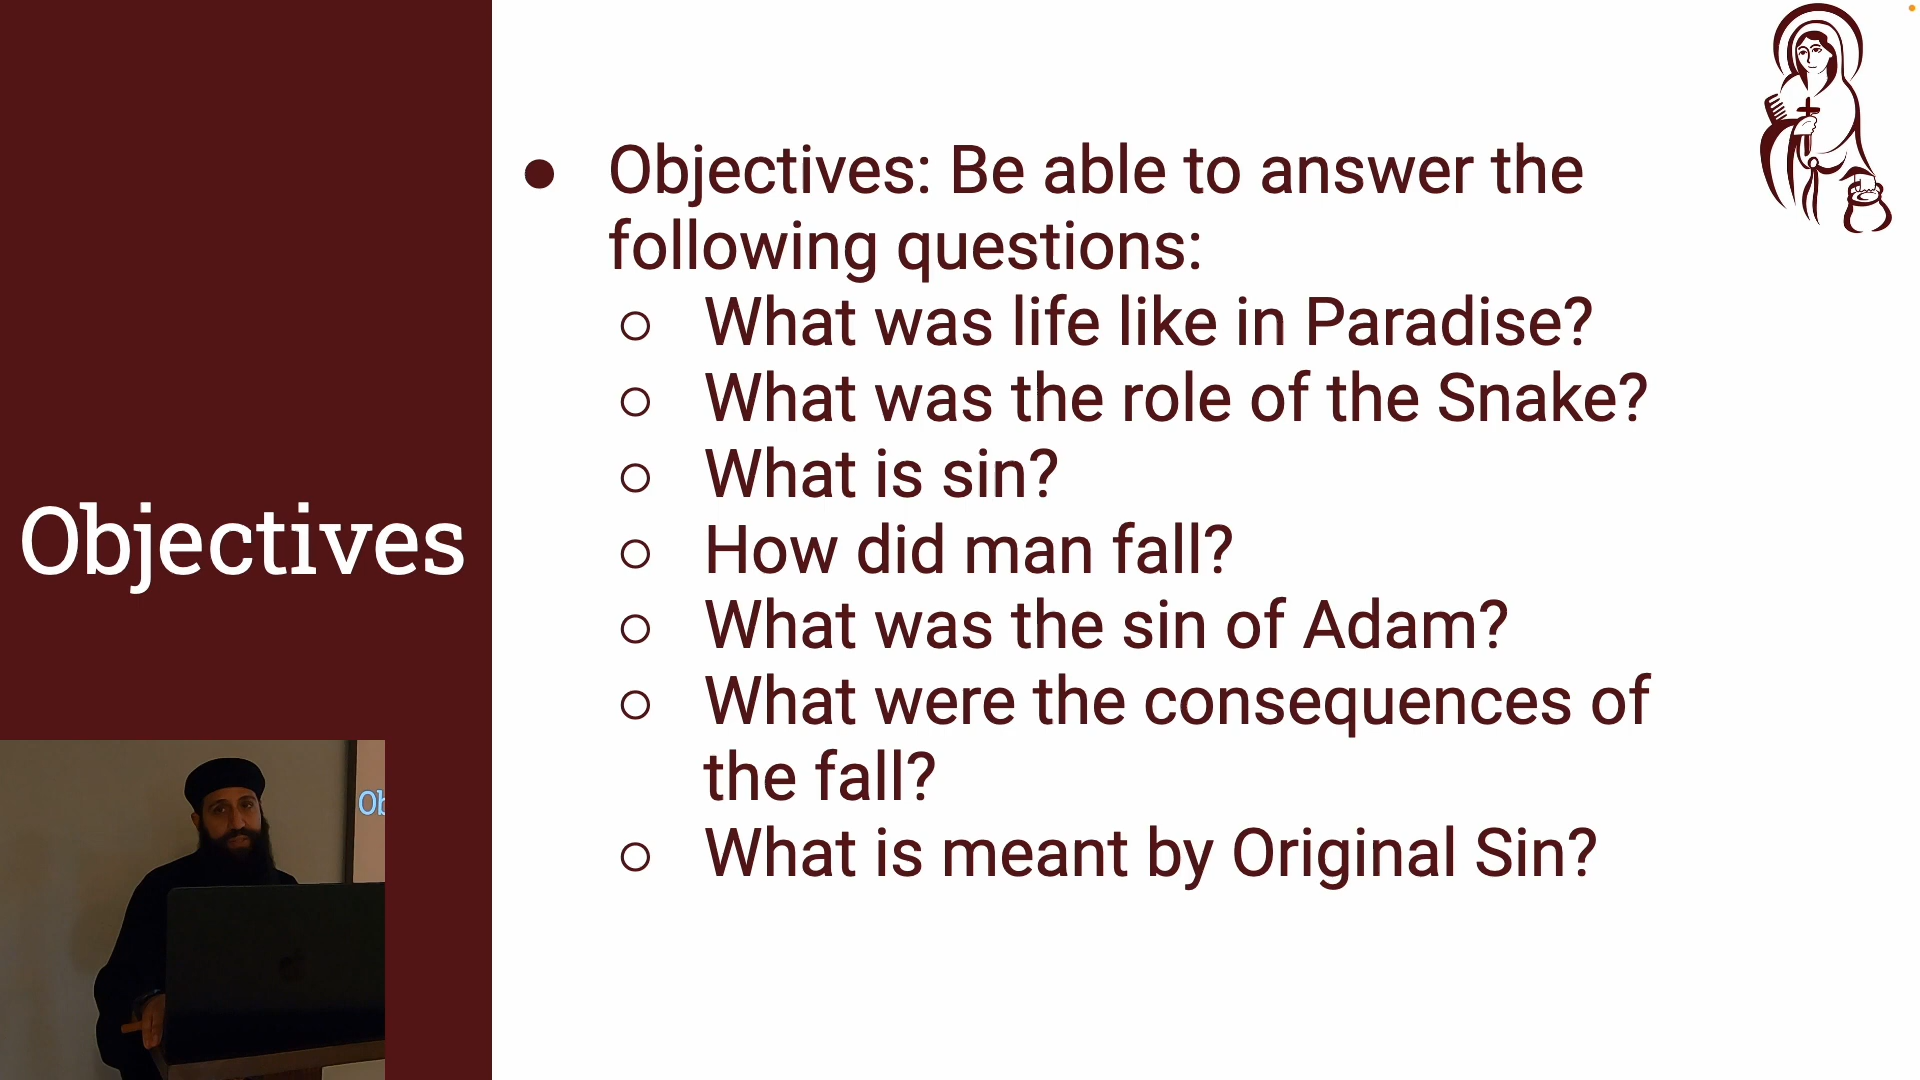 Objectives
● Objectives: Be able to answer the
following questions:
○ What was life like in Paradise?
○ What was the role of the Snake?
○ What is sin?
○ How did man fall?
○ What was the sin of Adam?
○ What were the consequences of
the fall?
○ What is meant by Original Sin?
Ob